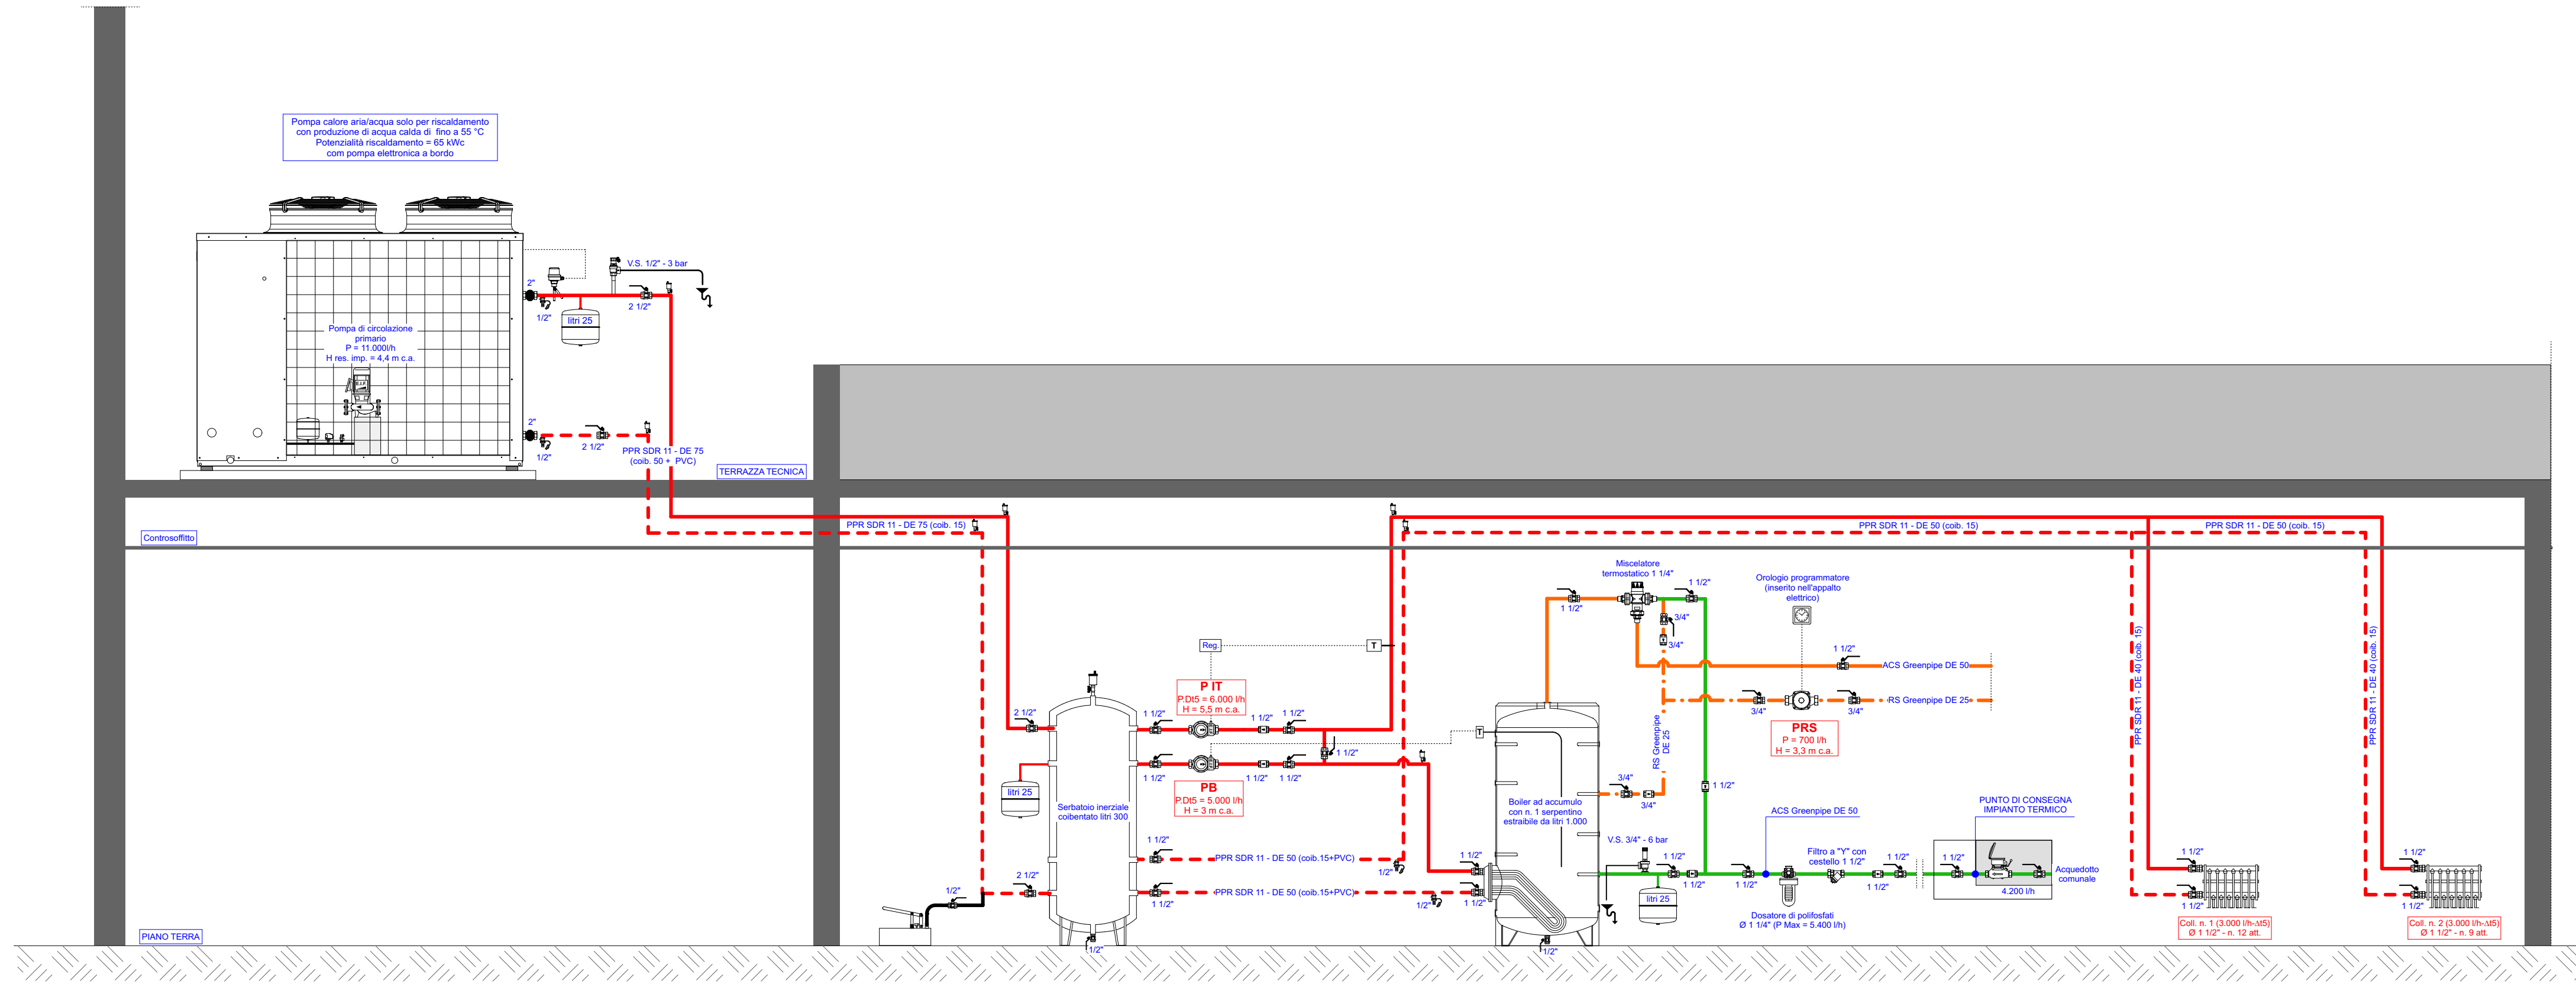 Pompa calore aria/acqua solo per riscaldamento
con produzione di acqua calda di fino a 55 °C
Potenzialità riscaldamento = 65 kWc
com pompa elettronica a bordo
V.S. 1/2" - 3 bar
2"
1/2"
litri 25
2 1/2"
Pompa di circolazione
primario
P = 11.000l/h
H res. imp. = 4,4 m c.a.
2"
1/2"
2 1/2"
PPR SDR 11 - DE 75
(coib. 50 + PVC)
TERRAZZA TECNICA
Controsoffitto
PPR SDR 11 - DE 75 (coib. 15)
PPR SDR 11 - DE 50 (coib. 15)
PPR SDR 11 - DE 50 (coib. 15)
Miscelatore
termostatico 1 1/4"
1 1/2"
1 1/2"
Orologio programmatore
(inserito nell'appalto
elettrico)
3/4"
3/4"
Reg.
T
1 1/2"
ACS Greenpipe DE 50
RS Greenpipe DE 25
3/4"
3/4"
PRS
P = 700 l/h
H = 3,3 m c.a.
P IT
P.Dt5 = 6.000 l/h
H = 5,5 m c.a.
2 1/2"
1 1/2"
1 1/2"
1 1/2"
1 1/2"
T
RS Greenpipe
DE 25
PPR SDR 11 - DE 40 (coib. 15)
PPR SDR 11 - DE 40 (coib. 15)
1 1/2"
1 1/2"
1 1/2"
PB
P.Dt5 = 5.000 l/h
H = 3 m c.a.
litri 25
Serbatoio inerziale
coibentato litri 300
3/4"
3/4"
1 1/2"
Boiler ad accumulo
con n. 1 serpentino
estraibile da litri 1.000
ACS Greenpipe DE 50
PUNTO DI CONSEGNA
IMPIANTO TERMICO
V.S. 3/4" - 6 bar
1 1/2"
PPR SDR 11 - DE 50 (coib.15+PVC)
1/2"
1 1/2"
1 1/2"
1 1/2"
1 1/2"
Filtro a "Y" con
cestello 1 1/2"
1 1/2"
1 1/2"
1 1/2"
Acquedotto
comunale
4.200 l/h
litri 25
Dosatore di polifosfati
Ø 1 1/4" (P Max = 5.400 l/h)
2 1/2"
1/2"
1 1/2"
PPR SDR 11 - DE 50 (coib.15+PVC)
1/2"
1 1/2"
1 1/2"
1 1/2"
1 1/2"
1 1/2"
Coll. n. 1 (3.000 l/h-Δt5)
Ø 1 1/2" - n. 12 att.
Coll. n. 2 (3.000 l/h-Δt5)
Ø 1 1/2" - n. 9 att.
PIANO TERRA
1/2"
1/2"